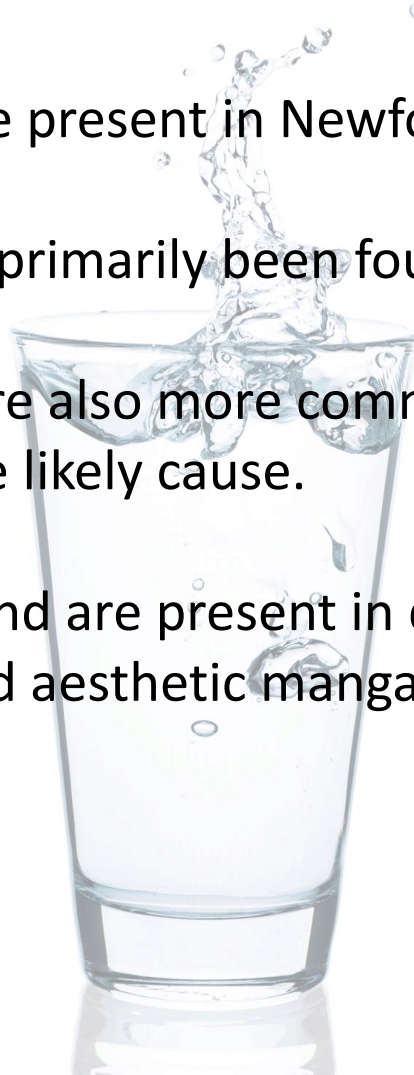 e present in Newfo
primarily been fou
re also more comm
e likely cause.
nd are present in
d aesthetic manga